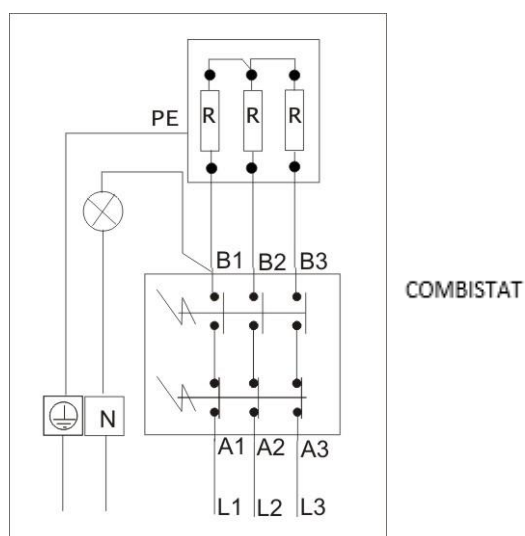 R R R
PE
B1 B2 B3
COMBISTAT
N
A1 A2 A3
L1 L2 L3